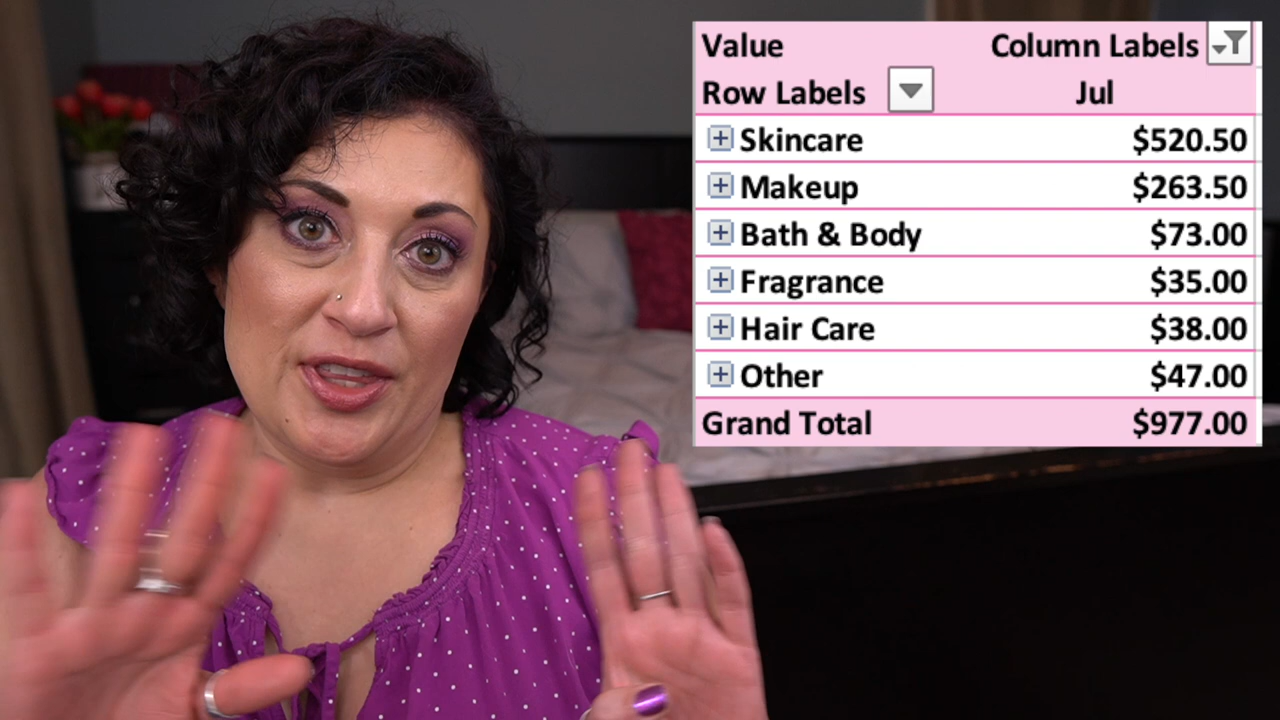 Value Column Labels
Row Labels Jul
Skincare $520.50
Makeup $263.50
Bath & Body $73.00
Fragrance $35.00
Hair Care $38.00
Other $47.00
Grand Total $977.00